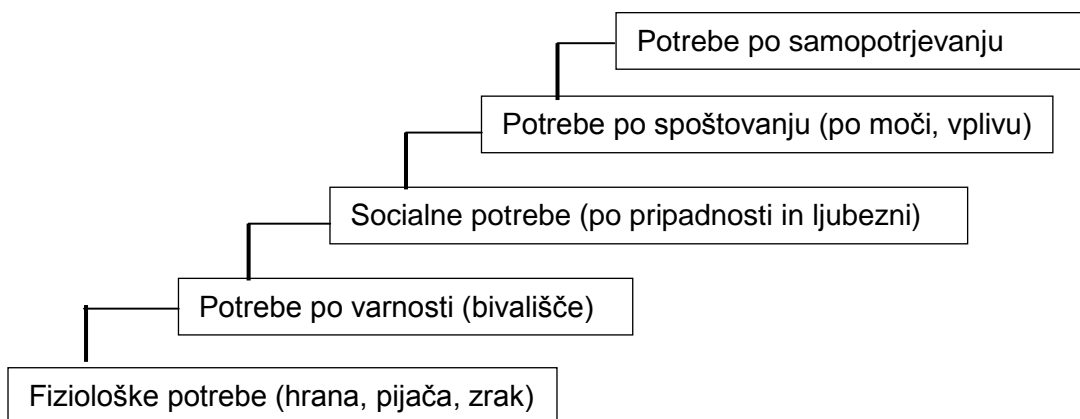 Potrebe po samopotrjevanju
Potrebe po spoštovanju (po moči, vplivu)
Socialne potrebe (po pripadnosti in ljubezni)
Potrebe po varnosti (bivališče)
Fiziološke potrebe (hrana, pijača, zrak)